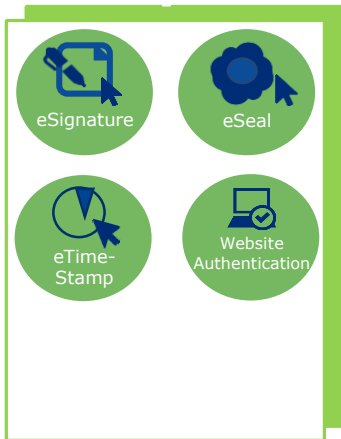 eSignature
eSeal
eTime-
Stamp
Website
Authentication